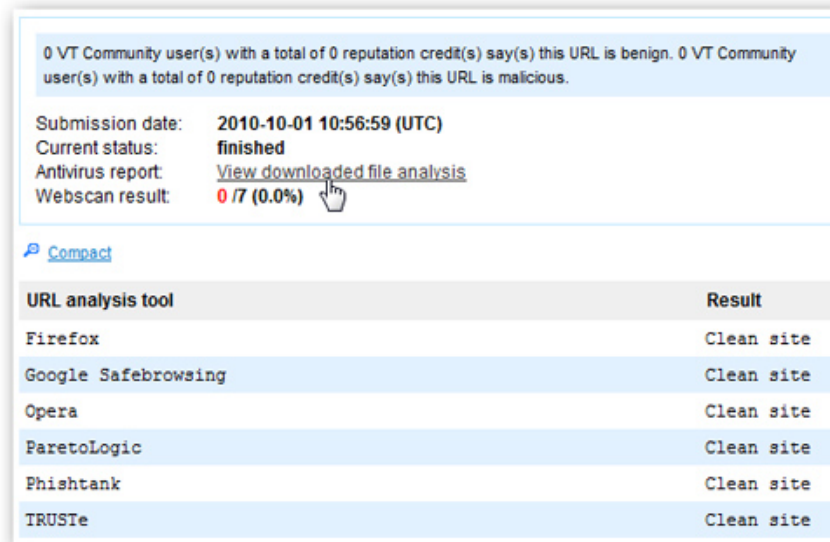 0 VT Community user(s) with a total of 0 reputation credit(s) say(s) this URL is benign. 0 VT Community
user(s) with a total of 0 reputation credit(s) say(s) this URL is malicious.
Submission date: 2010-10-01 10:56:59 (UTC)
Current status: finished
Antivirus report: View downloaded file analysis
Webscan result: 0 /7 (0.0%)
Compact
URL analysis tool Result
Firefox Clean site
Google Safebrowsing Clean site
Opera Clean site
ParetoLogic Clean site
Phishtank Clean site
TRUSTe Clean site